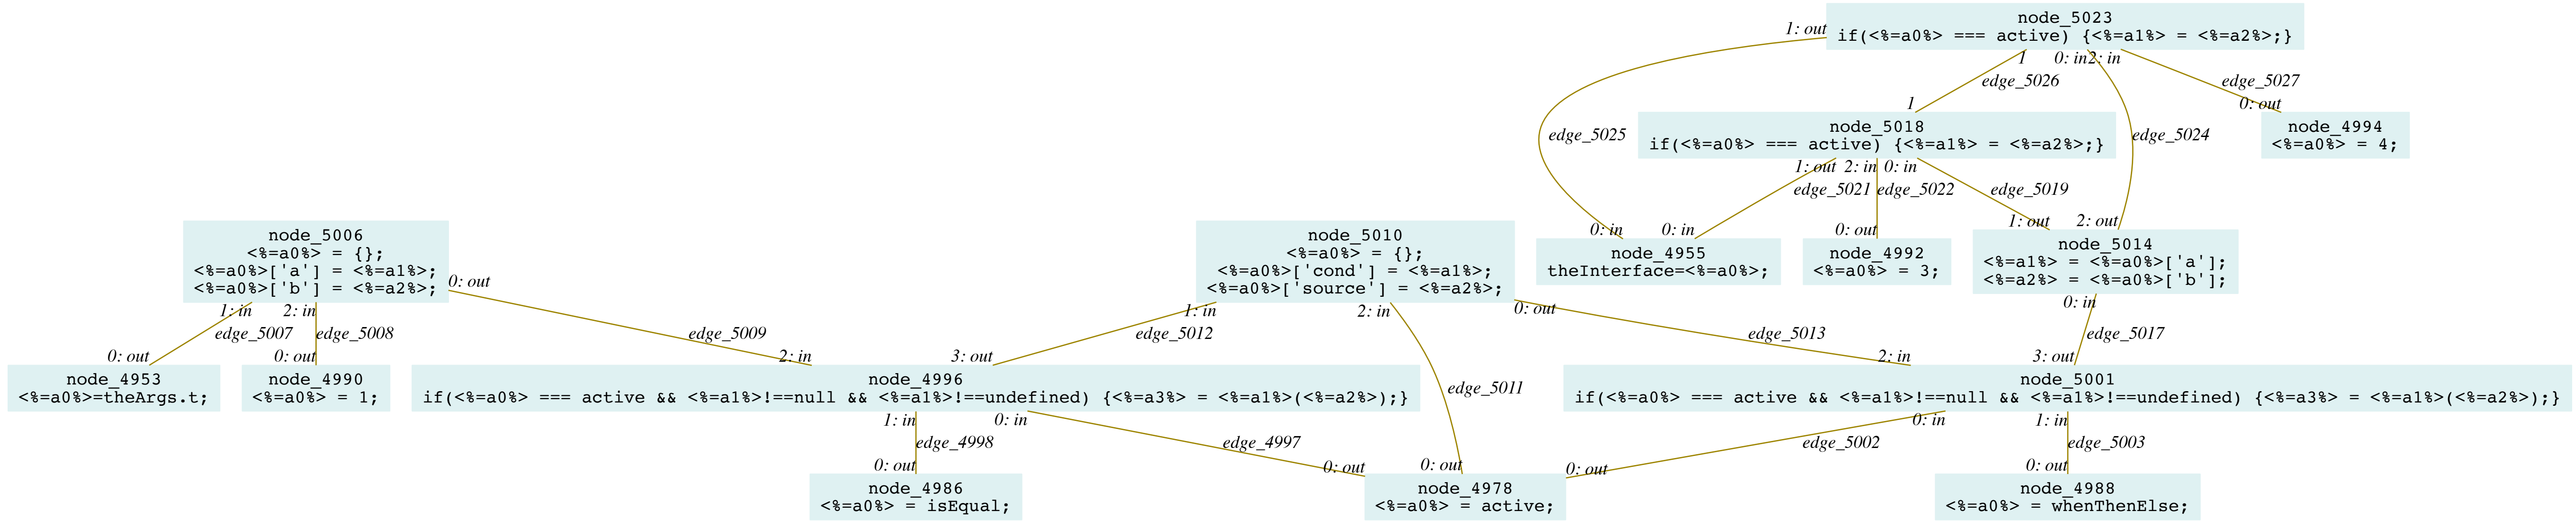 node_5023
if(<%=a0%> === active) {<%=a1%> = <%=a2%>;}
1: out
1
0: in
2: in
edge_5026
edge_5027
1
0: out
edge_5025
node_5018
if(<%=a0%> === active) {<%=a1%> = <%=a2%>;}
edge_5024
node_4994
<%=a0%> = 4;
1: out
2: in
0: in
edge_5021
edge_5022
edge_5019
0: in
0: in
0: out
1: out
2: out
node_5006
<%=a0%> = {};
<%=a0%>['a'] = <%=a1%>;
<%=a0%>['b'] = <%=a2%>;
0: out
node_5010
<%=a0%> = {};
<%=a0%>['cond'] = <%=a1%>;
<%=a0%>['source'] = <%=a2%>;
node_4955
theInterface=<%=a0%>;
node_4992
<%=a0%> = 3;
node_5014
<%=a1%> = <%=a0%>['a'];
<%=a2%> = <%=a0%>['b'];
1: in
2: in
1: in
2: in
0: out
0: in
edge_5007
edge_5008
edge_5009
edge_5012
edge_5013
edge_5017
0: out
0: out
2: in
3: out
2: in
3: out
node_4953
<%=a0%>=theArgs.t;
node_4990
<%=a0%> = 1;
node_4996
if(<%=a0%> === active && <%=a1%>!==null && <%=a1%>!==undefined) {<%=a3%> = <%=a1%>(<%=a2%>);}
edge_5011
node_5001
if(<%=a0%> === active && <%=a1%>!==null && <%=a1%>!==undefined) {<%=a3%> = <%=a1%>(<%=a2%>);}
1: in
0: in
0: in
1: in
edge_4998
edge_4997
edge_5002
edge_5003
0: out
0: out
0: out
0: out
0: out
node_4986
<%=a0%> = isEqual;
node_4978
<%=a0%> = active;
node_4988
<%=a0%> = whenThenElse;